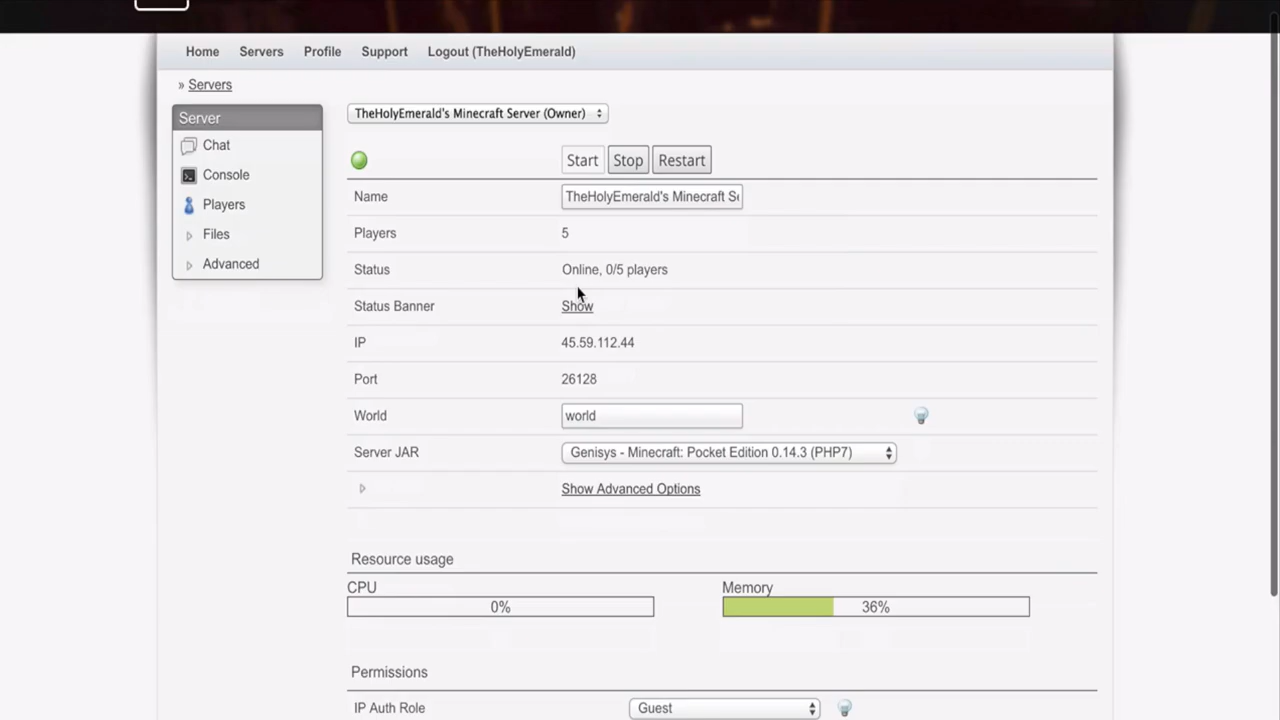 Home Servers Profile Support Logout (TheHolyEmerald)
» Servers
Server
Chat
Console
Players
Files
Advanced
TheHolyEmerald's Minecraft Server (Owner)
Start Stop Restart
Name TheHolyEmerald's Minecraft Se
Players 5
Status Online, 0/5 players
Status Banner Show
IP 45.59.112.44
Port 26128
World world
Server JAR Genisys - Minecraft: Pocket Edition 0.14.3 (PHP7)
Show Advanced Options
Resource usage
CPU Memory
0% 36%
Permissions
IP Auth Role Guest